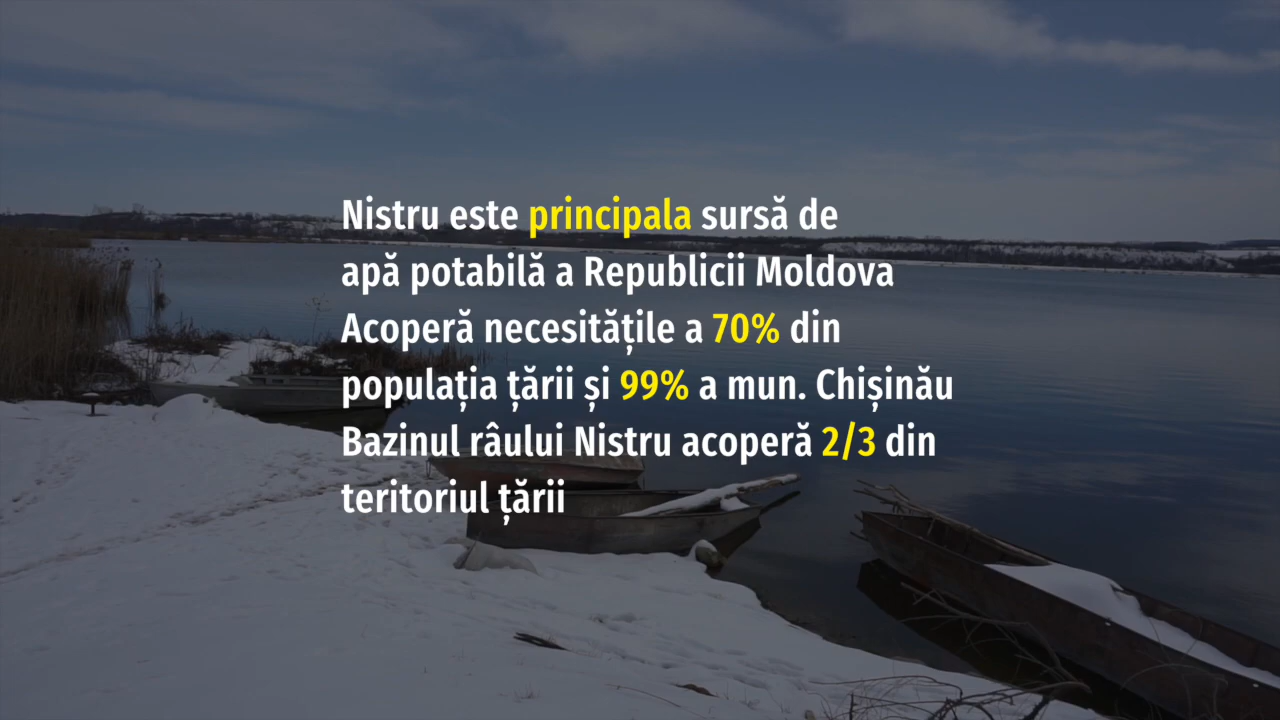 Nistru este principala sursă de
apă potabilă a Republicii Moldova
Acoperă necesitățile a 70% din
populația țării și 99% a mun. Chișinău
Bazinul râului Nistru acoperă 2/3 din
teritoriul țării